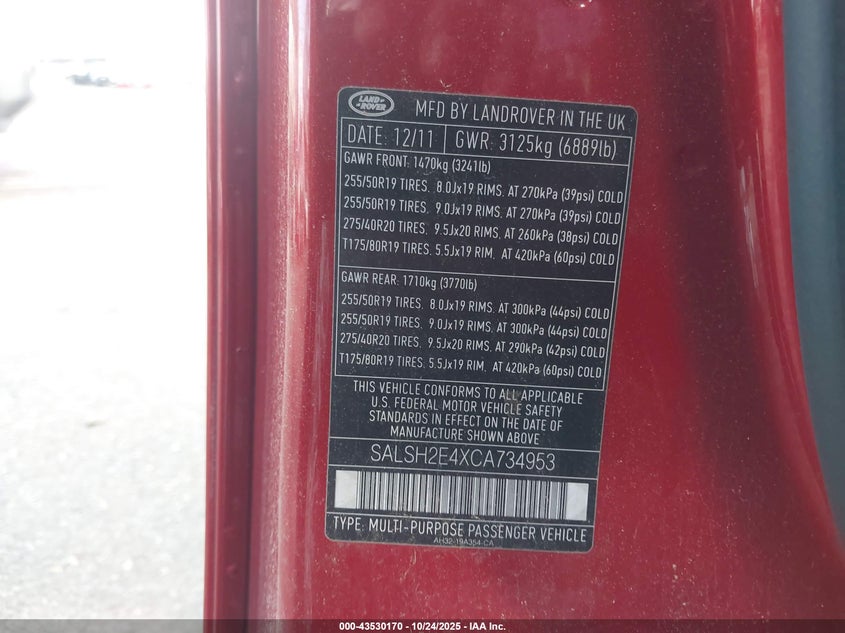 LAND ROVER
MFD BY LANDROVER IN THE UK
DATE: 12/11 GWR: 3125kg (6889lb)
GAWR FRONT: 1470kg (3241lb)
255/50R19 TIRES. 8.0Jx19 RIMS. AT 270kPa (39psi) COLD
255/50R19 TIRES. 9.0Jx19 RIMS. AT 270kPa (39psi) COLD
275/40R20 TIRES. 9.5Jx20 RIMS. AT 260kPa (38psi) COLD
T175/80R19 TIRES. 5.5Jx19 RIM. AT 420kPa (60psi) COLD
GAWR REAR: 1710kg (3770lb)
255/50R19 TIRES. 8.0Jx19 RIMS. AT 300kPa (44psi) COLD
255/50R19 TIRES. 9.0Jx19 RIMS. AT 300kPa (44psi) COLD
275/40R20 TIRES. 9.5Jx20 RIMS. AT 290kPa (42psi) COLD
T175/80R19 TIRES. 5.5Jx19 RIM. AT 420kPa (60psi) COLD
THIS VEHICLE CONFORMS TO ALL APPLICABLE
U.S. FEDERAL MOTOR VEHICLE SAFETY
STANDARDS IN EFFECT ON THE DATE OF
MANUFACTURE SHOWN ABOVE
SALSH2E4XCA734953
TYPE: MULTI-PURPOSE PASSENGER VEHICLE
AH32-19A354-CA
000-43530170 • 10/24/2025 • IAA Inc.